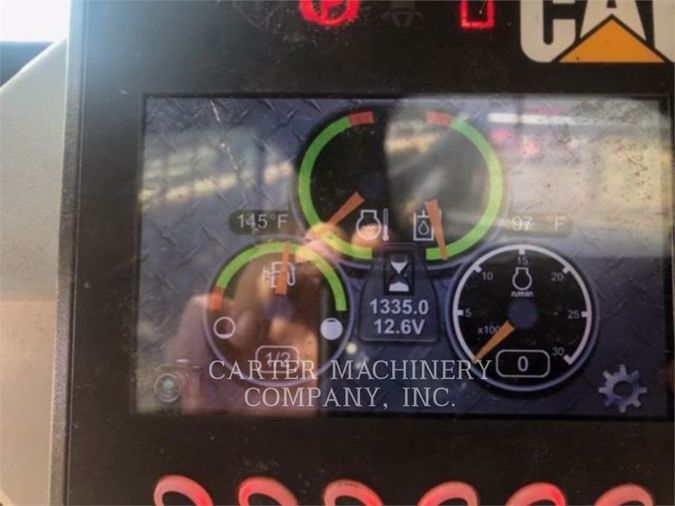 CAT
145°F
97 °F
1335.0
12.6V
1/2
5
10
15
20
25
30
n/min
x100
0
CARTER MACHINERY
COMPANY, INC.